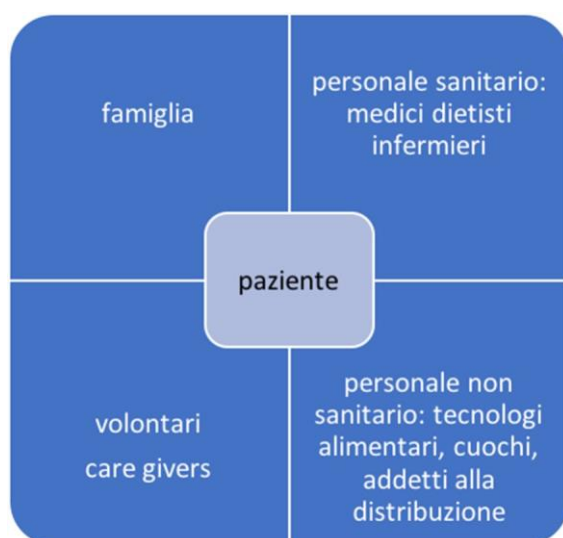 famiglia
personale sanitario:
medici dietisti
infermieri
paziente
volontari
care givers
personale non
sanitario: tecnologi
alimentari, cuochi,
addetti alla
distribuzione